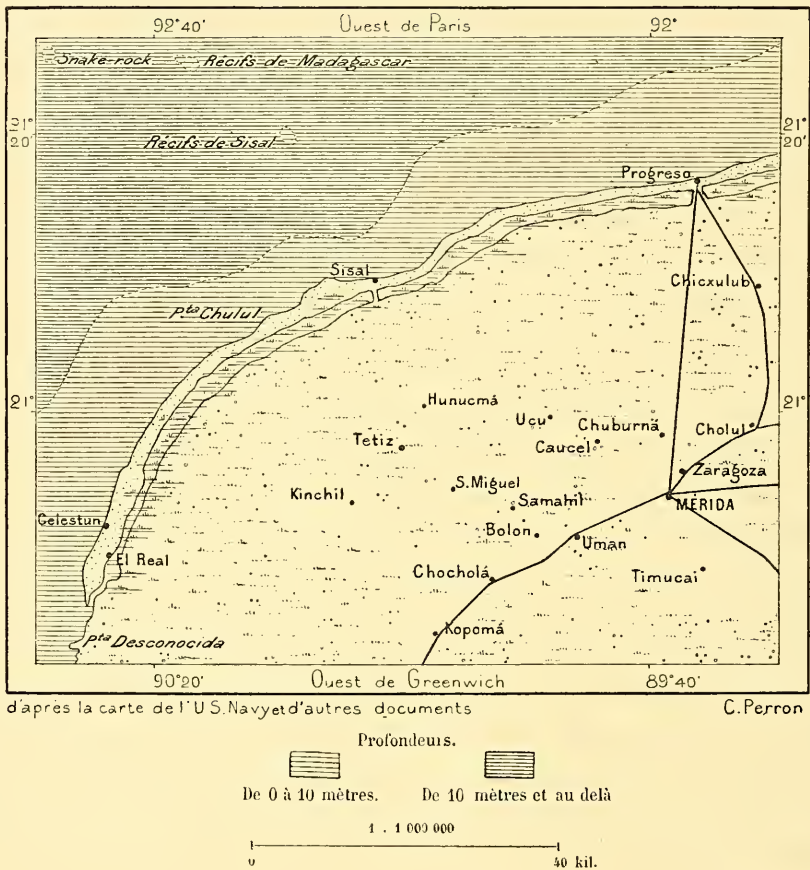 92°40' Ouest de Paris 92°
Snake-rock Récifs de Madagascar
21° 20' 21° 20'
Récifs de Sisal
Progreso
Sisal
Chicxulub
Pta Chulul
21° 21°
Hunucmá
Ucu Chuburná Cholul
Tetiz Caucel
Zaragoza
S.Miguel
Kinchil Samahil MÉRIDA
Celestun
Bolon Uman
El Real
Chocholá Timucai
Kopomá
Pta Desconocida
90°20' Ouest de Greenwich 89°40'
d'après la carte de l'U S.Navy et d'autres documents C.Perron
Profondeurs.
De 0 à 10 mètres. De 10 mètres et au delà
1 . 1 000 000
0 40 kil.